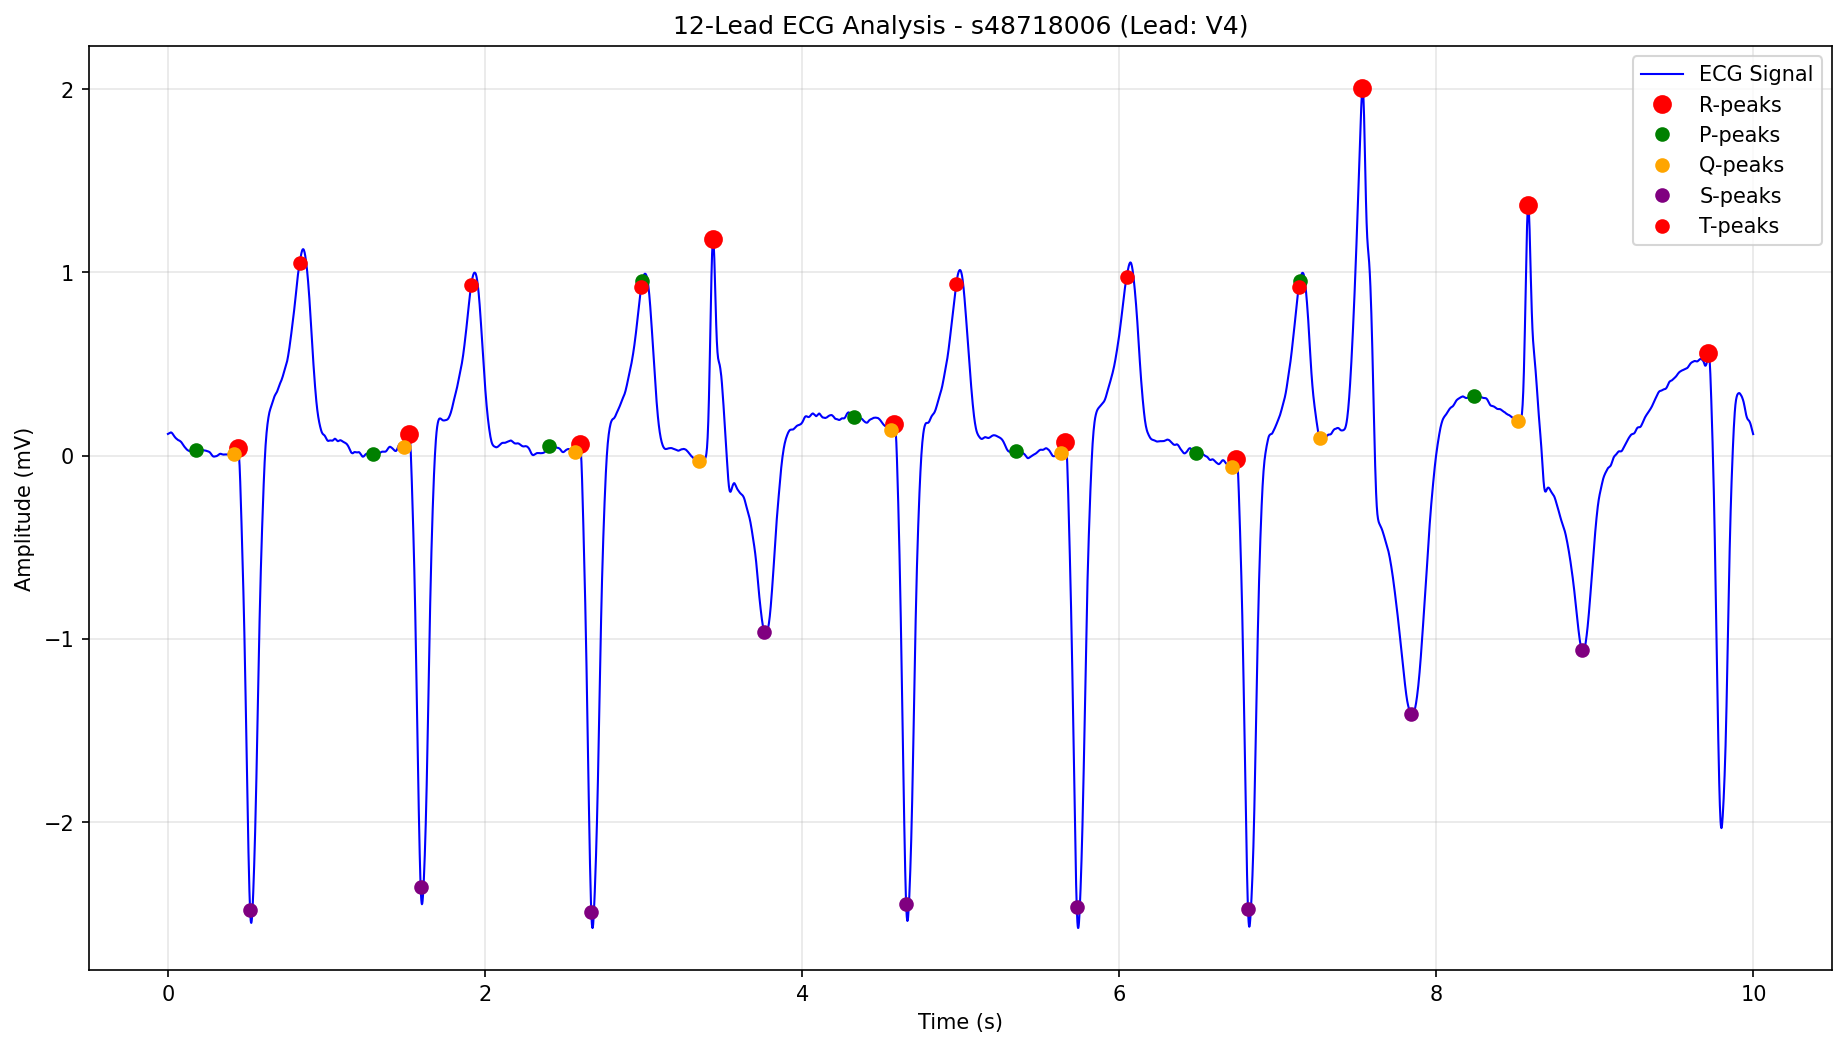 12-Lead ECG Analysis - s48718006 (Lead: V4)
ECG Signal
R-peaks
P-peaks
Q-peaks
S-peaks
T-peaks
Amplitude (mV)
2
1
0
−1
−2
0
2
4
6
8
10
Time (s)